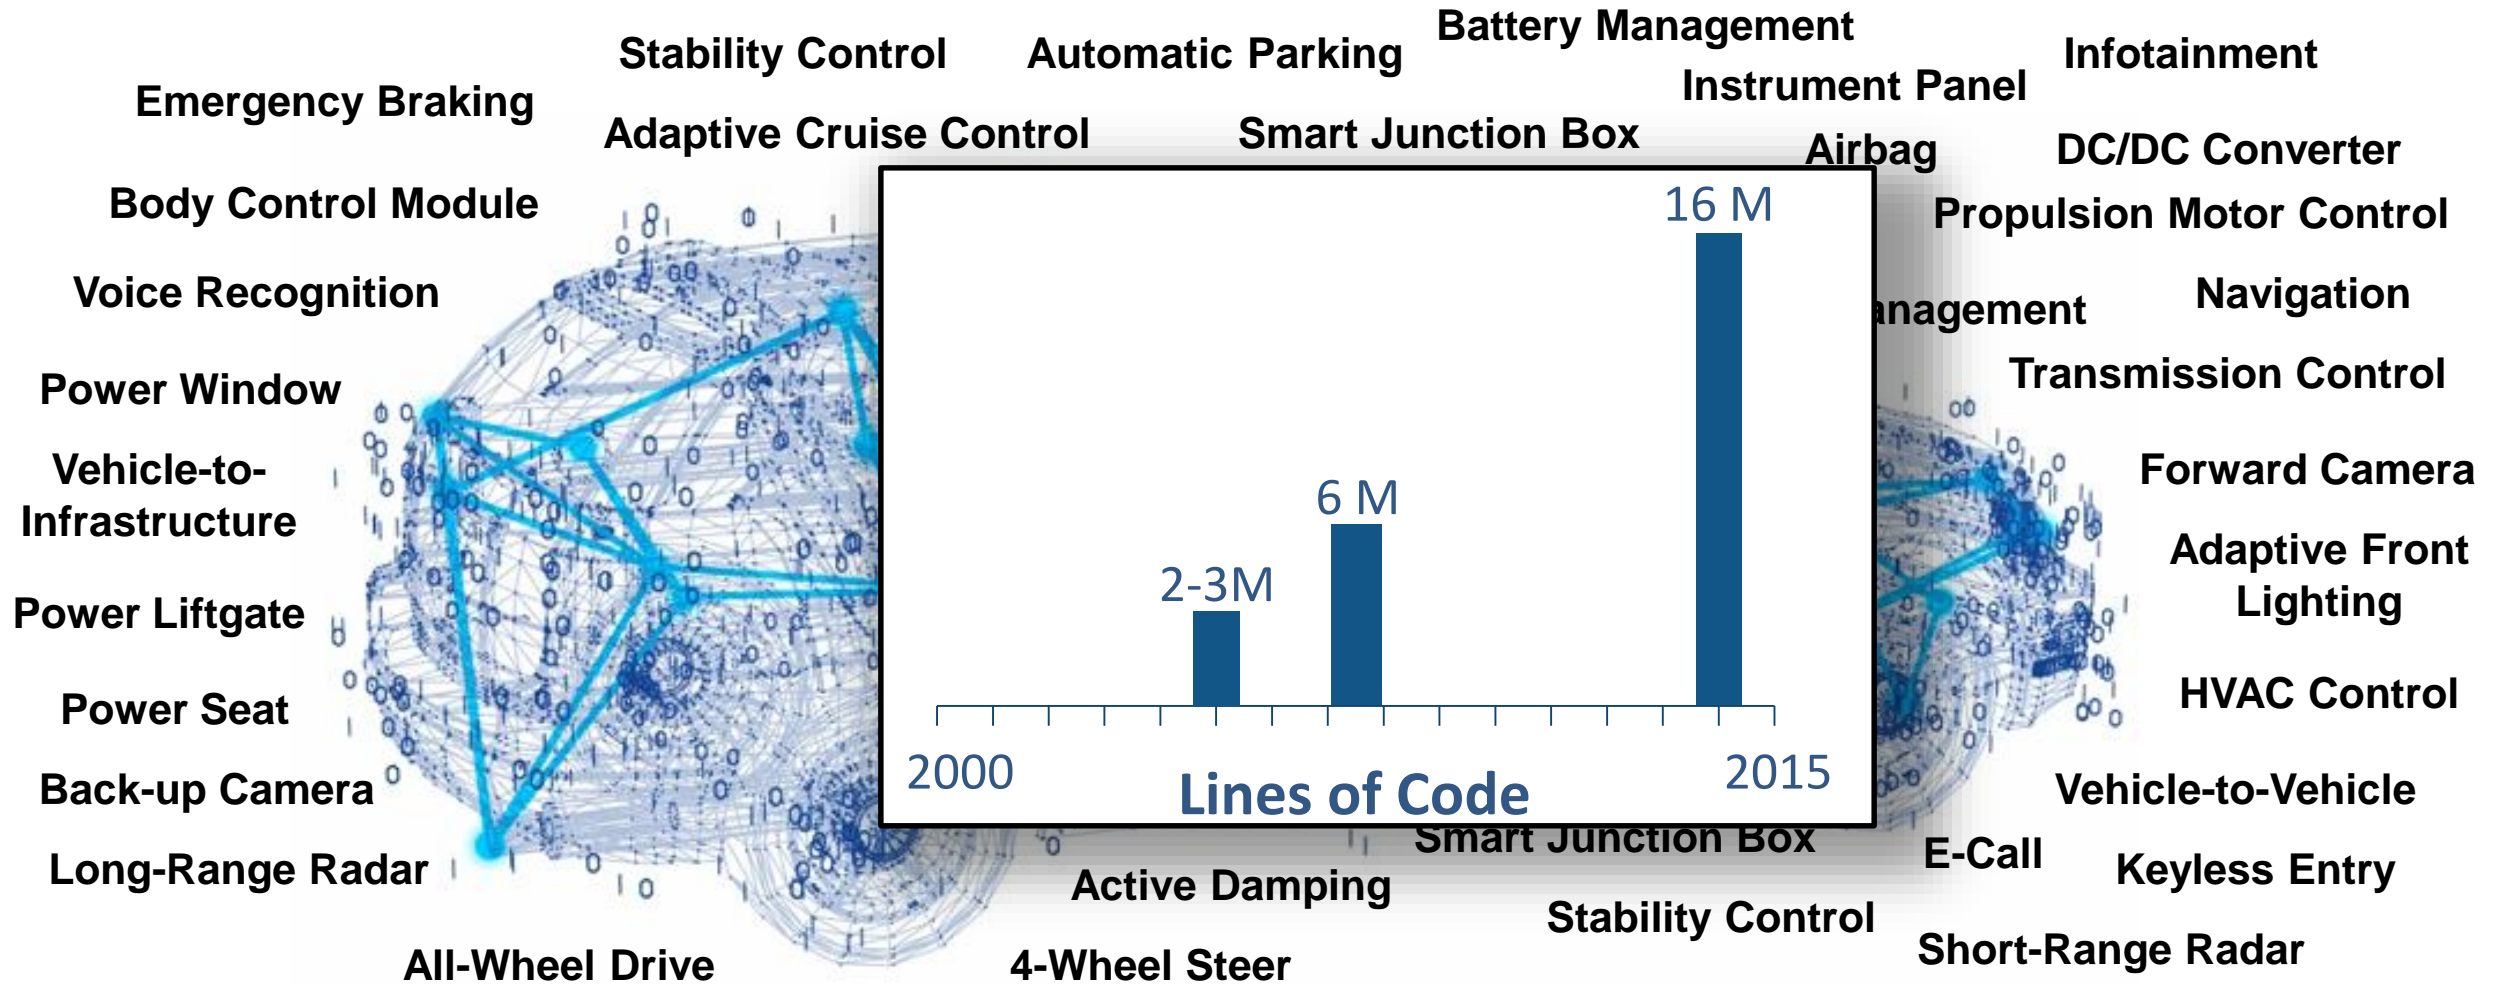 Battery Management
Stability Control
Automatic Parking
Infotainment
Instrument Panel
Emergency Braking
Adaptive Cruise Control
Smart Junction Box
Airbag
DC/DC Converter
Body Control Module
16 M
Propulsion Motor Control
Voice Recognition
Navigation
Transmission Control
Power Window
Vehicle-to-
Infrastructure
Forward Camera
6 M
Adaptive Front
Lighting
2-3M
Power Liftgate
HVAC Control
Power Seat
2000
2015
Lines of Code
Back-up Camera
Vehicle-to-Vehicle
Smart Junction Box
E-Call
Long-Range Radar
Keyless Entry
Active Damping
Stability Control
Short-Range Radar
All-Wheel Drive
4-Wheel Steer